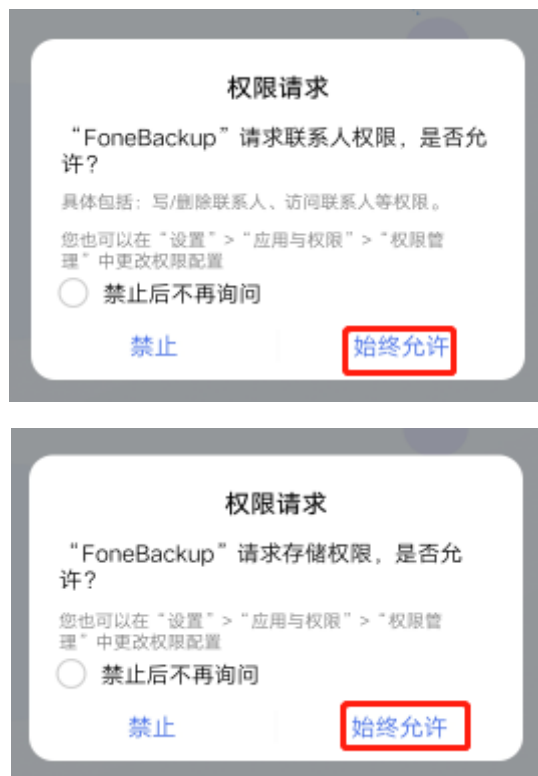 权限请求
“FoneBackup”请求联系人权限，是否允
许？
具体包括：写/删除联系人、访问联系人等权限。
您也可以在“设置”>“应用与权限”>“权限管
理”中更改权限配置
禁止后不再询问
禁止 始终允许
权限请求
“FoneBackup”请求存储权限，是否允
许？
您也可以在“设置”>“应用与权限”>“权限管
理”中更改权限配置
禁止后不再询问
禁止 始终允许